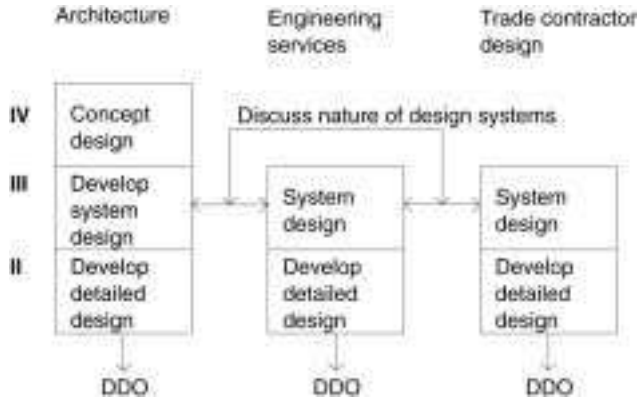 Architecture
Engineering
services
Trade contractor
design
IV
Concept
design
Discuss nature of design systems
III
Develop
system
design
System
design
System
design
II
Develop
detailed
design
Develop
detailed
design
Develop
detailed
design
DDO
DDO
DDO